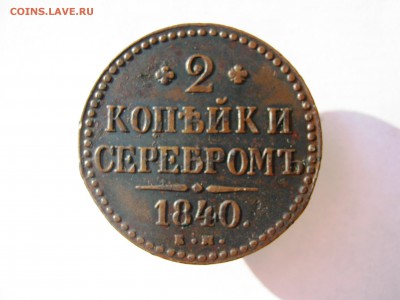 COINS.LAVE.RU
2
КОПѢЙКИ
СЕРЕБРОМЪ.
1840.